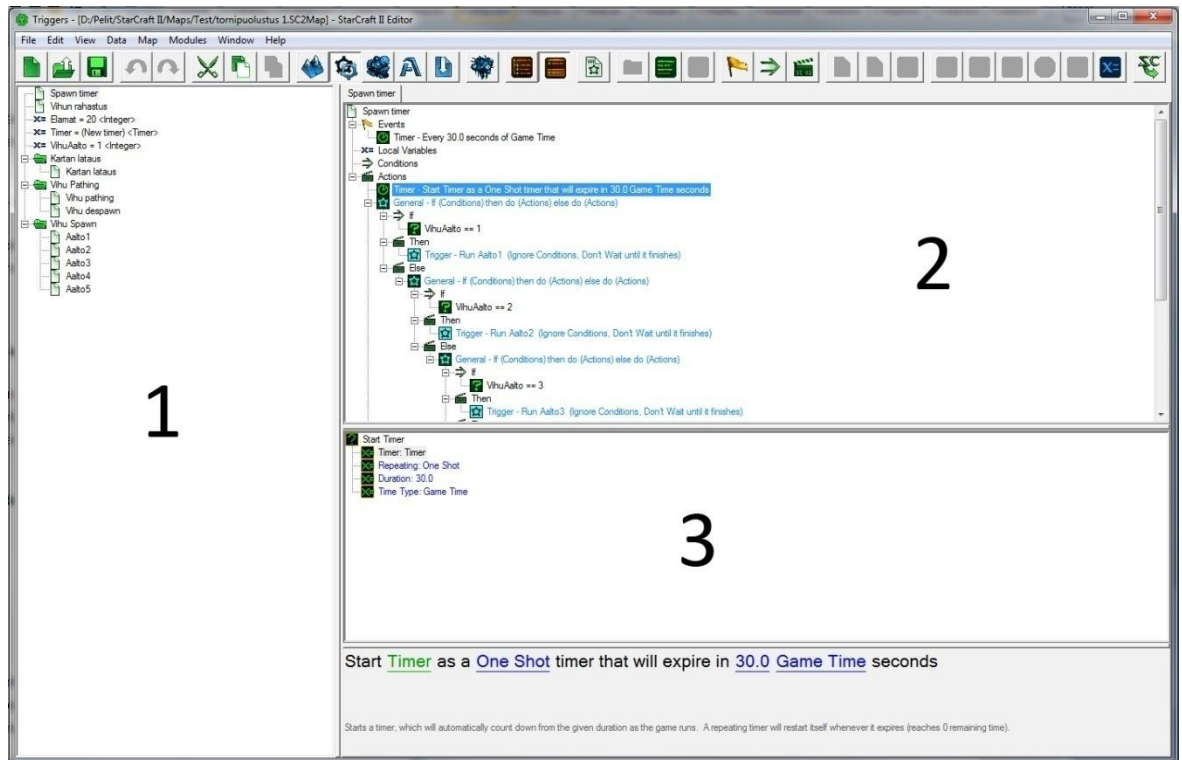 Triggers - [D:/Pelit/StarCraft II/Maps/Test/tornipuolustus 1.SC2Map] - StarCraft II Editor
File Edit View Data Map Modules Window Help
Spawn timer
Vihun rahastus
Elamat = 20 <Integer>
Timer = (New timer) <Timer>
VihuAalto = 1 <Integer>
Kartan lataus
Kartan lataus
Vihu Pathing
Vihu pathing
Vihu despawn
Vihu Spawn
Aalto1
Aalto2
Aalto3
Aalto4
Aalto5
1
Spawn timer
Spawn timer
Events
Timer - Every 30.0 seconds of Game Time
Local Variables
Conditions
Actions
Timer - Start Timer as a One Shot timer that will expire in 30.0 Game Time seconds
General - If (Conditions) then do (Actions) else do (Actions)
If
VihuAalto == 1
Then
Trigger - Run Aalto1 (Ignore Conditions, Don't Wait until it finishes)
Else
General - If (Conditions) then do (Actions) else do (Actions)
If
VihuAalto == 2
Then
Trigger - Run Aalto2 (Ignore Conditions, Don't Wait until it finishes)
Else
General - If (Conditions) then do (Actions) else do (Actions)
If
VihuAalto == 3
Then
Trigger - Run Aalto3 (Ignore Conditions, Don't Wait until it finishes)
2
Start Timer
Timer: Timer
Repeating: One Shot
Duration: 30.0
Time Type: Game Time
3
Start Timer as a One Shot timer that will expire in 30.0 Game Time seconds
Starts a timer, which will automatically count down from the given duration as the game runs. A repeating timer will restart itself whenever it expires (reaches 0 remaining time).